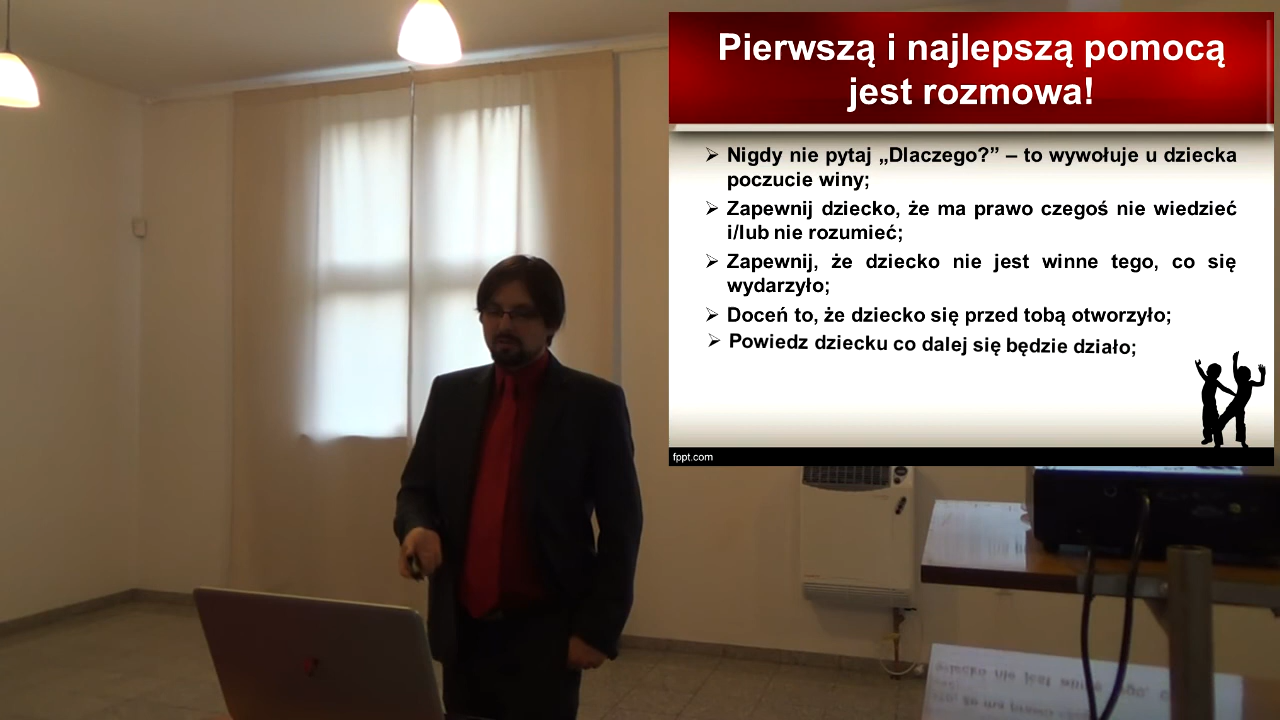 Pierwszą i najlepszą pomocą
jest rozmowa!
➢ Nigdy nie pytaj „Dlaczego?” – to wywołuje u dziecka
poczucie winy;
➢ Zapewnij dziecko, że ma prawo czegoś nie wiedzieć
i/lub nie rozumieć;
➢ Zapewnij, że dziecko nie jest winne tego, co się
wydarzyło;
➢ Doceń to, że dziecko się przed tobą otworzyło;
➢ Powiedz dziecku co dalej się będzie działo;
fppt.com